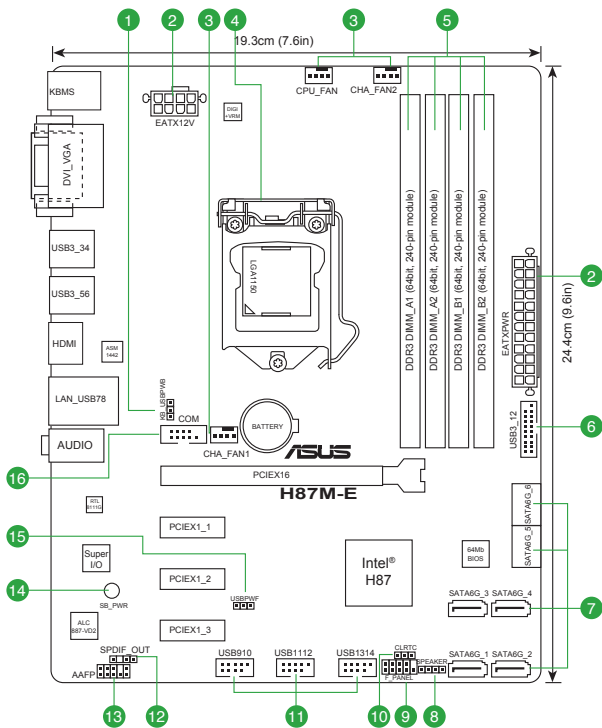 1
2
3
4
3
5
19.3cm (7.6in)
KBMS
CPU_FAN
CHA_FAN2
DIGI
+VRM
EATX12V
DVI_VGA
LGA1150
DDR3 DIMM_A1 (64bit, 240-pin module)
DDR3 DIMM_A2 (64bit, 240-pin module)
DDR3 DIMM_B1 (64bit, 240-pin module)
DDR3 DIMM_B2 (64bit, 240-pin module)
EATXPWR
24.4cm (9.6in)
2
USB3_34
USB3_56
HDMI
ASM
1442
LAN_USB78
KB_USBPWB
COM
BATTERY
USB3_12
6
AUDIO
CHA_FAN1
ASUS
16
PCIEX16
H87M-E
RTL
8111G
SATA6G_6
SATA6G_5
PCIEX1_1
15
Super
I/O
Intel®
H87
64Mb
BIOS
PCIEX1_2
14
SB_PWR
USBPWF
SATA6G_3
SATA6G_4
7
ALC
887-VD2
PCIEX1_3
SPDIF_OUT
AAFP
USB910
USB1112
USB1314
CLRTC
SPEAKER
F_PANEL
SATA6G_1
SATA6G_2
13
12
11
10
9
8